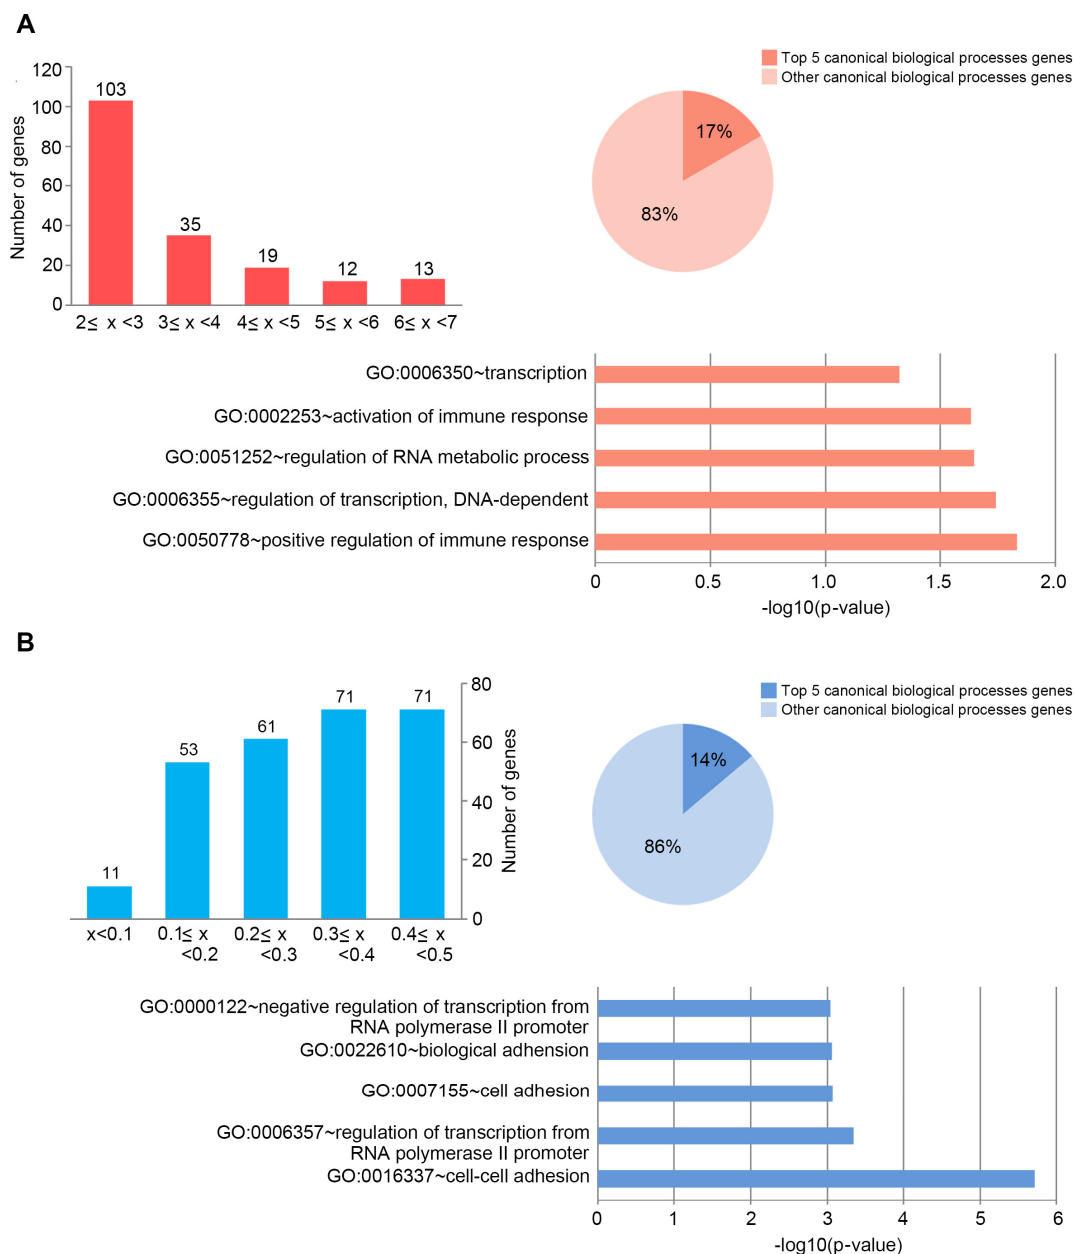 A
Number of genes
120
100
80
60
40
20
0
103
35
19
12
13
2≤ x <3
3≤ x <4
4≤ x <5
5≤ x <6
6≤ x <7
Top 5 canonical biological processes genes
Other canonical biological processes genes
17%
83%
GO:0006350~transcription
GO:0002253~activation of immune response
GO:0051252~regulation of RNA metabolic process
GO:0006355~regulation of transcription, DNA-dependent
GO:0050778~positive regulation of immune response
0
0.5
1.0
1.5
2.0
-log10(p-value)
B
11
53
61
71
71
80
60
40
20
0
Number of genes
x<0.1
0.1≤ x
<0.2
0.2≤ x
<0.3
0.3≤ x
<0.4
0.4≤ x
<0.5
Top 5 canonical biological processes genes
Other canonical biological processes genes
14%
86%
GO:0000122~negative regulation of transcription from
RNA polymerase II promoter
GO:0022610~biological adhension
GO:0007155~cell adhesion
GO:0006357~regulation of transcription from
RNA polymerase II promoter
GO:0016337~cell-cell adhesion
0
1
2
3
4
5
6
-log10(p-value)